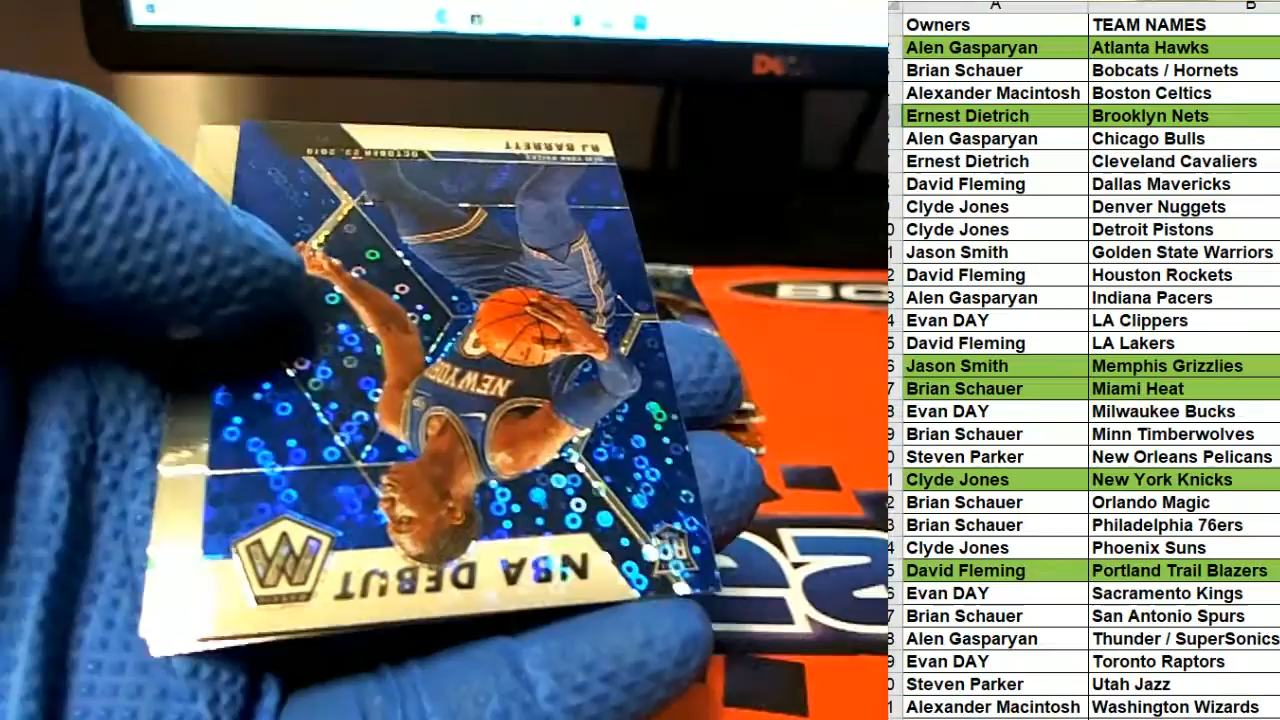 A B
Owners TEAM NAMES
Alen Gasparyan Atlanta Hawks
Brian Schauer Bobcats / Hornets
Alexander Macintosh Boston Celtics
Ernest Dietrich Brooklyn Nets
Alen Gasparyan Chicago Bulls
Ernest Dietrich Cleveland Cavaliers
David Fleming Dallas Mavericks
Clyde Jones Denver Nuggets
Clyde Jones Detroit Pistons
Jason Smith Golden State Warriors
David Fleming Houston Rockets
Alen Gasparyan Indiana Pacers
Evan DAY LA Clippers
David Fleming LA Lakers
Jason Smith Memphis Grizzlies
Brian Schauer Miami Heat
Evan DAY Milwaukee Bucks
Brian Schauer Minn Timberwolves
Steven Parker New Orleans Pelicans
Clyde Jones New York Knicks
Brian Schauer Orlando Magic
Brian Schauer Philadelphia 76ers
Clyde Jones Phoenix Suns
David Fleming Portland Trail Blazers
Evan DAY Sacramento Kings
Brian Schauer San Antonio Spurs
Alen Gasparyan Thunder / SuperSonics
Evan DAY Toronto Raptors
Steven Parker Utah Jazz
Alexander Macintosh Washington Wizards
NBA DEBUT
RC
NEW YORK
RJ BARRETT
NEW YORK KNICKS
OCTOBER 23, 2019
BO